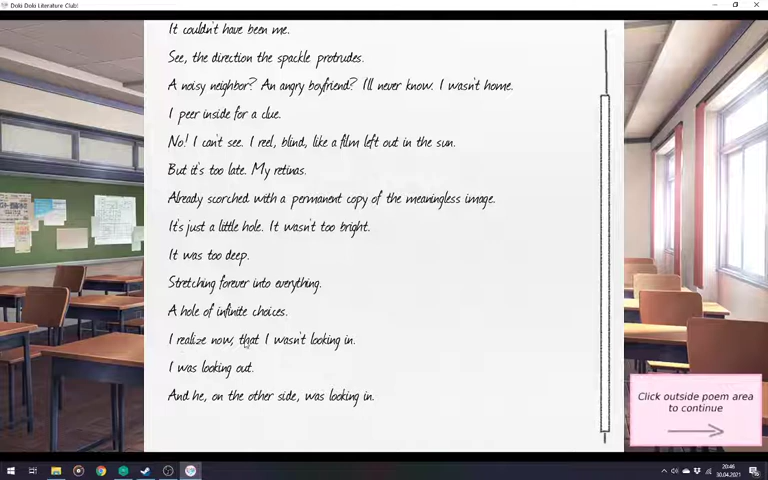 Doki Doki Literature Club!
It couldn't have been me.
See, the direction the spackle protrudes.
A noisy neighbor? An angry boyfriend? I'll never know. I wasn't home.
I peer inside for a clue.
No! I can't see. I reel, blind, like a film left out in the sun.
But it's too late. My retinas.
Already scorched with a permanent copy of the meaningless image.
It's just a little hole. It wasn't too bright.
It was too deep.
Stretching forever into everything.
A hole of infinite choices.
I realize now, that I wasn't looking in.
I was looking out.
And he, on the other side, was looking in.
Click outside poem area
to continue
20:46
30.04.2021